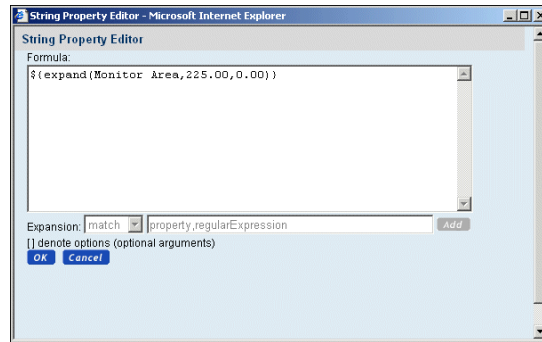 String Property Editor - Microsoft Internet Explorer
String Property Editor
Formula:
$(expand(Monitor Area,225.00,0.00))
Expansion: match property,regularExpression Add
[] denote options (optional arguments)
OK Cancel